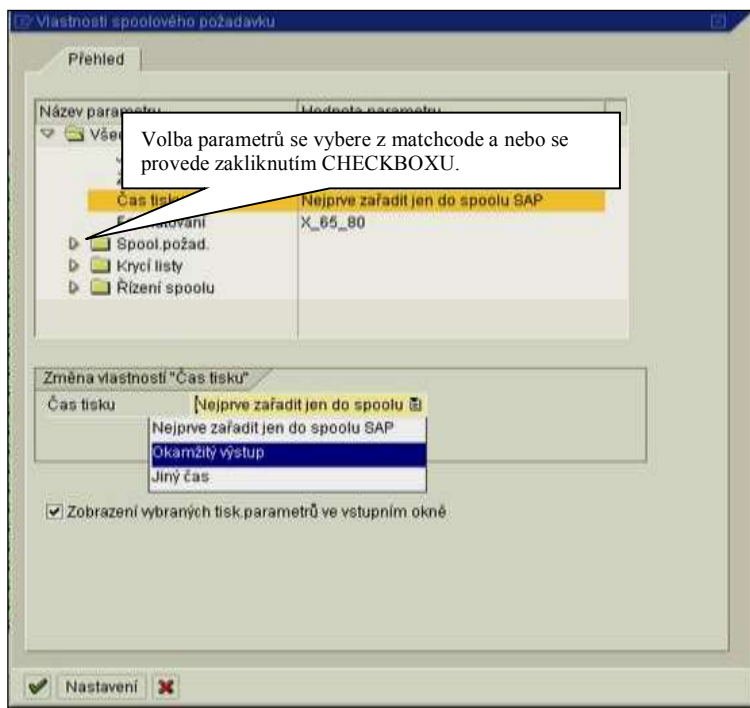 Vlastnosti spoolového požadavku
Přehled
Název parametru Hodnota parametru
Volba parametrů se vybere z matchcode a nebo se
provede zakliknutím CHECKBOXU.
Čas tisku Nejprve zařadit jen do spoolu SAP
X_65_80
Spool.požad.
Krycí listy
Řízení spoolu
Změna vlastností "Čas tisku"
Čas tisku Nejprve zařadit jen do spoolu
Nejprve zařadit jen do spoolu SAP
Okamžitý výstup
Jiný čas
Zobrazení vybraných tisk.parametrů ve vstupním okně
Nastavení